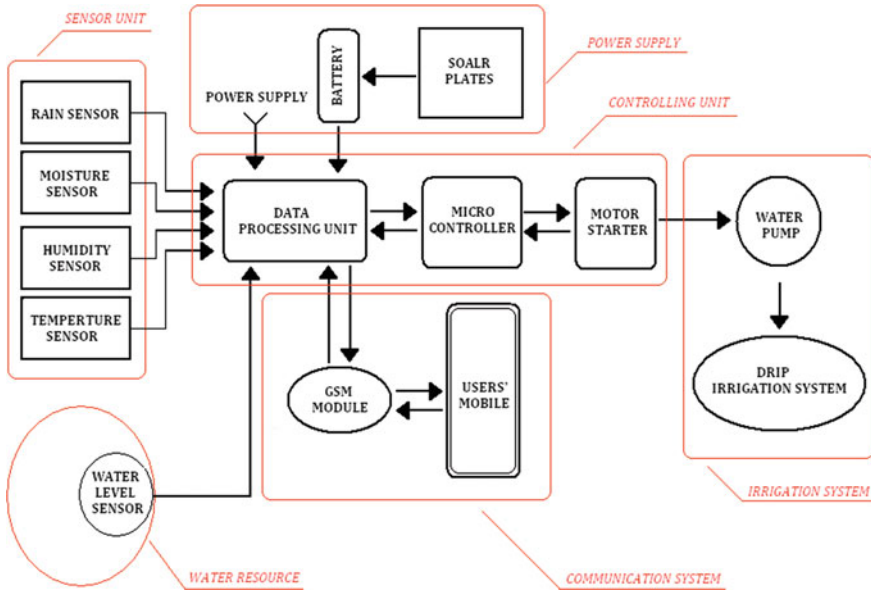 SENSOR UNIT
RAIN SENSOR
MOISTURE
SENSOR
HUMIDITY
SENSOR
TEMPERTURE
SENSOR
POWER SUPPLY
BATTERY
SOALR
PLATES
POWER SUPPLY
CONTROLLING UNIT
DATA
PROCESSING UNIT
MICRO
CONTROLLER
MOTOR
STARTER
WATER
PUMP
DRIP
IRRIGATION SYSTEM
IRRIGATION SYSTEM
GSM
MODULE
USERS'
MOBILE
COMMUNICATION SYSTEM
WATER
LEVEL
SENSOR
WATER RESOURCE